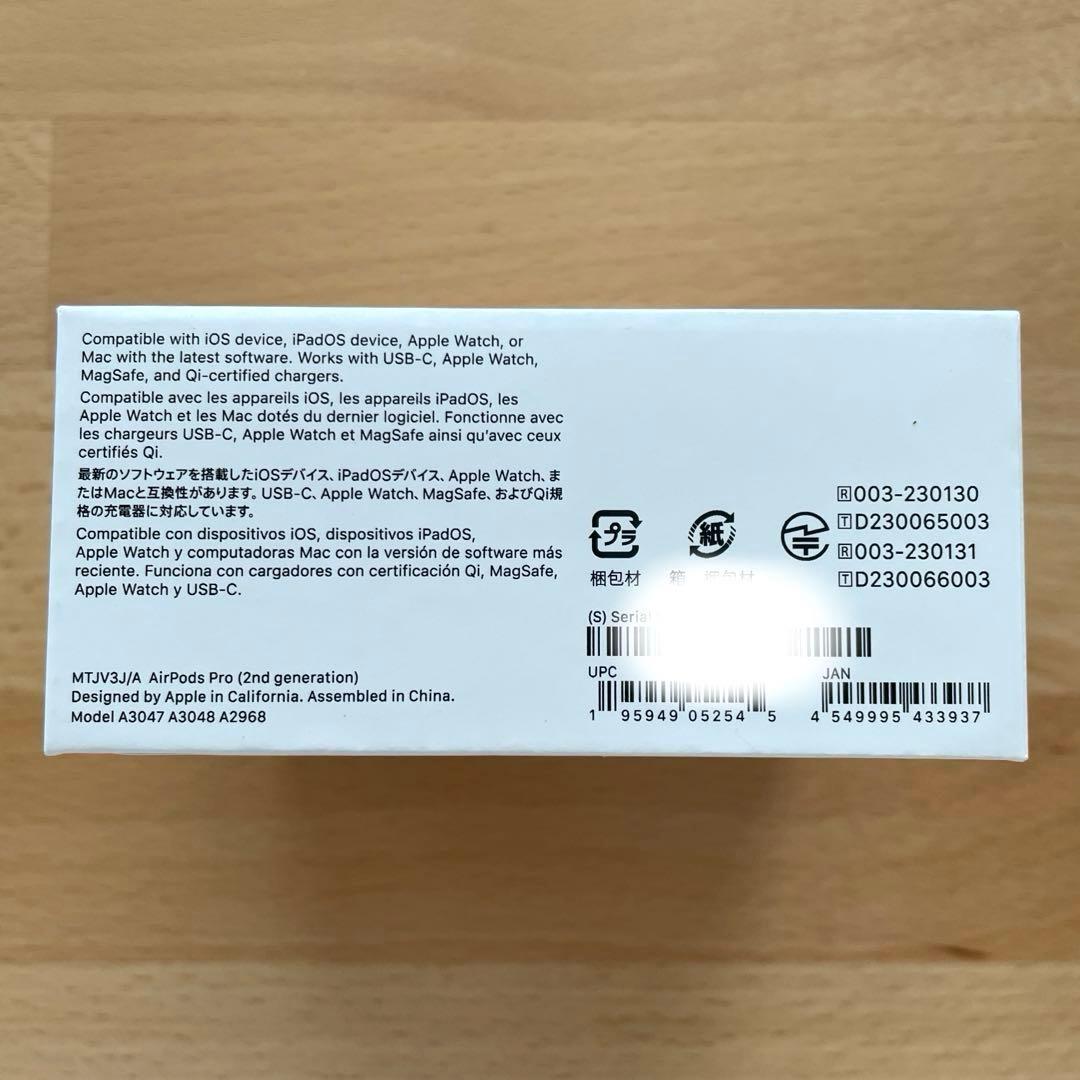 Compatible with iOS device, iPadOS device, Apple Watch, or
Mac with the latest software. Works with USB-C, Apple Watch,
MagSafe, and Qi-certified chargers.
Compatible avec les appareils iOS, les appareils iPadOS, les
Apple Watch et les Mac dotés du dernier logiciel. Fonctionne avec
les chargeurs USB-C, Apple Watch et MagSafe ainsi qu'avec ceux
certifiés Qi.
最新のソフトウェアを搭載したiOSデバイス、iPadOSデバイス、Apple Watch、ま
たはMacと互換性があります。USB-C、Apple Watch、MagSafe、およびQi規
格の充電器に対応しています。
Compatible con dispositivos iOS, dispositivos iPadOS,
Apple Watch y computadoras Mac con la versión de software más
reciente. Funciona con cargadores con certificación Qi, MagSafe,
Apple Watch y USB-C.
MTJV3J/A AirPods Pro (2nd generation)
Designed by Apple in California. Assembled in China.
Model A3047 A3048 A2968
プラ
梱包材
紙
箱 梱包材
R 003-230130
T D230065003
R 003-230131
T D230066003
(S) Serial
UPC
1 95949 05254 5
JAN
4 549995 433937